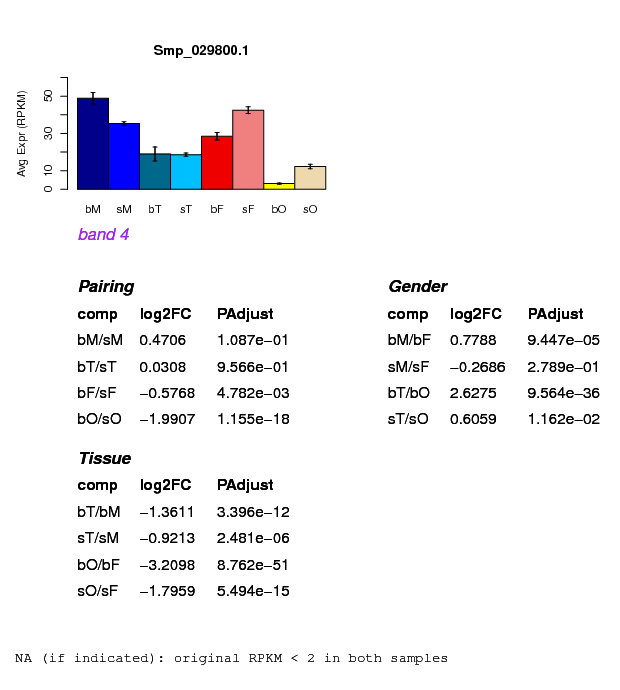 Smp_029800.1
Avg Expr (RPKM)
0 10 30 50
bM sM bT sT bF sF bO sO
band 4
Pairing
comp log2FC PAdjust
bM/sM 0.4706 1.087e−01
bT/sT 0.0308 9.566e−01
bF/sF −0.5768 4.782e−03
bO/sO −1.9907 1.155e−18
Gender
comp log2FC PAdjust
bM/bF 0.7788 9.447e−05
sM/sF −0.2686 2.789e−01
bT/bO 2.6275 9.564e−36
sT/sO 0.6059 1.162e−02
Tissue
comp log2FC PAdjust
bT/bM −1.3611 3.396e−12
sT/sM −0.9213 2.481e−06
bO/bF −3.2098 8.762e−51
sO/sF −1.7959 5.494e−15
NA (if indicated): original RPKM < 2 in both samples